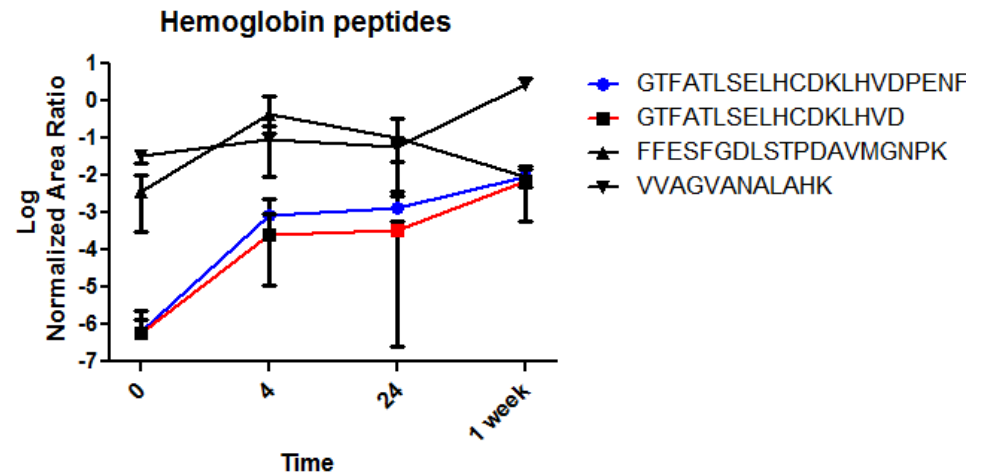 Hemoglobin peptides
Log
Normalized Area Ratio
1
0
-1
-2
-3
-4
-5
-6
-7
0
4
24
1 week
Time
GTFATLSELHCDKLHVDPENF
GTFATLSELHCDKLHVD
FFESFGDLSTPDAVMGNPK
VVAGVANALAHK